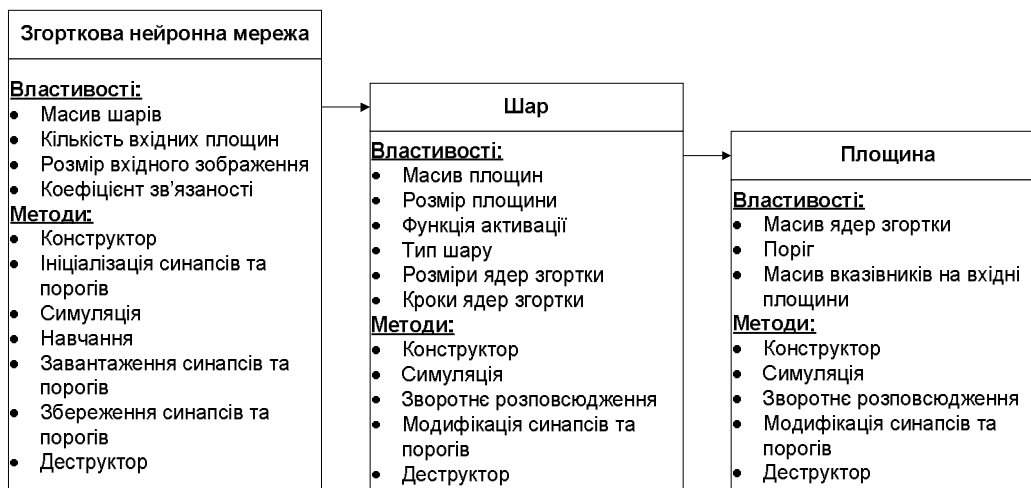 Згорткова нейронна мережа
Властивості:
• Масив шарів
• Кількість вхідних площин
• Розмір вхідного зображення
• Коефіцієнт зв'язаності
Методи:
• Конструктор
• Ініціалізація синапсів та
порогів
• Симуляція
• Навчання
• Завантаження синапсів та
порогів
• Збереження синапсів та
порогів
• Деструктор
Шар
Властивості:
• Масив площин
• Розмір площини
• Функція активації
• Тип шару
• Розміри ядер згортки
• Кроки ядер згортки
Методи:
• Конструктор
• Симуляція
• Зворотнє розповсюдження
• Модифікація синапсів та
порогів
• Деструктор
Площина
Властивості:
• Масив ядер згортки
• Поріг
• Масив вказівників на вхідні
площини
Методи:
• Конструктор
• Симуляція
• Зворотнє розповсюдження
• Модифікація синапсів та
порогів
• Деструктор